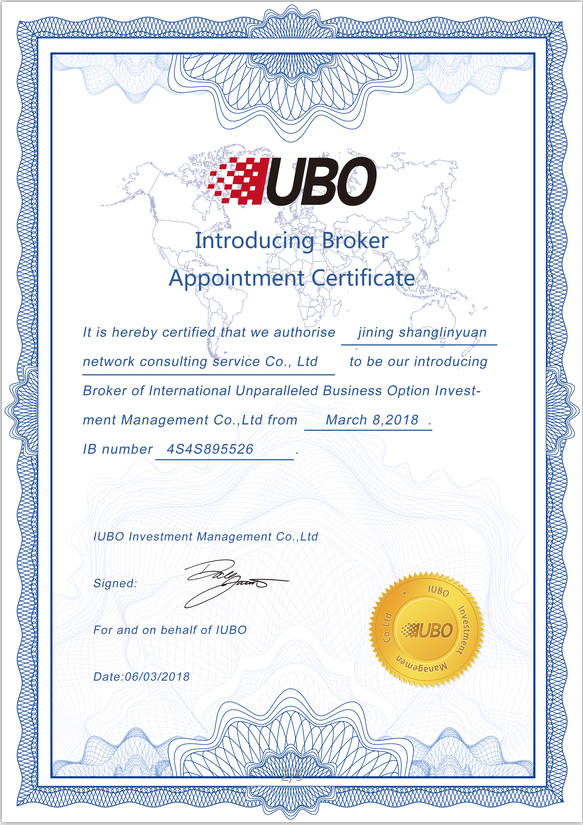 IUBO
Introducing Broker
Appointment Certificate
It is hereby certified that we authorise jining shanglinyuan
network consulting service Co., Ltd to be our introducing
Broker of International Unparalleled Business Option Invest-
ment Management Co.,Ltd from March 8,2018 .
IB number 4S4S895526 .
IUBO Investment Management Co.,Ltd
Signed:
For and on behalf of IUBO
Date:06/03/2018
IUBO Investment Managemen Co·Ltd
IUBO